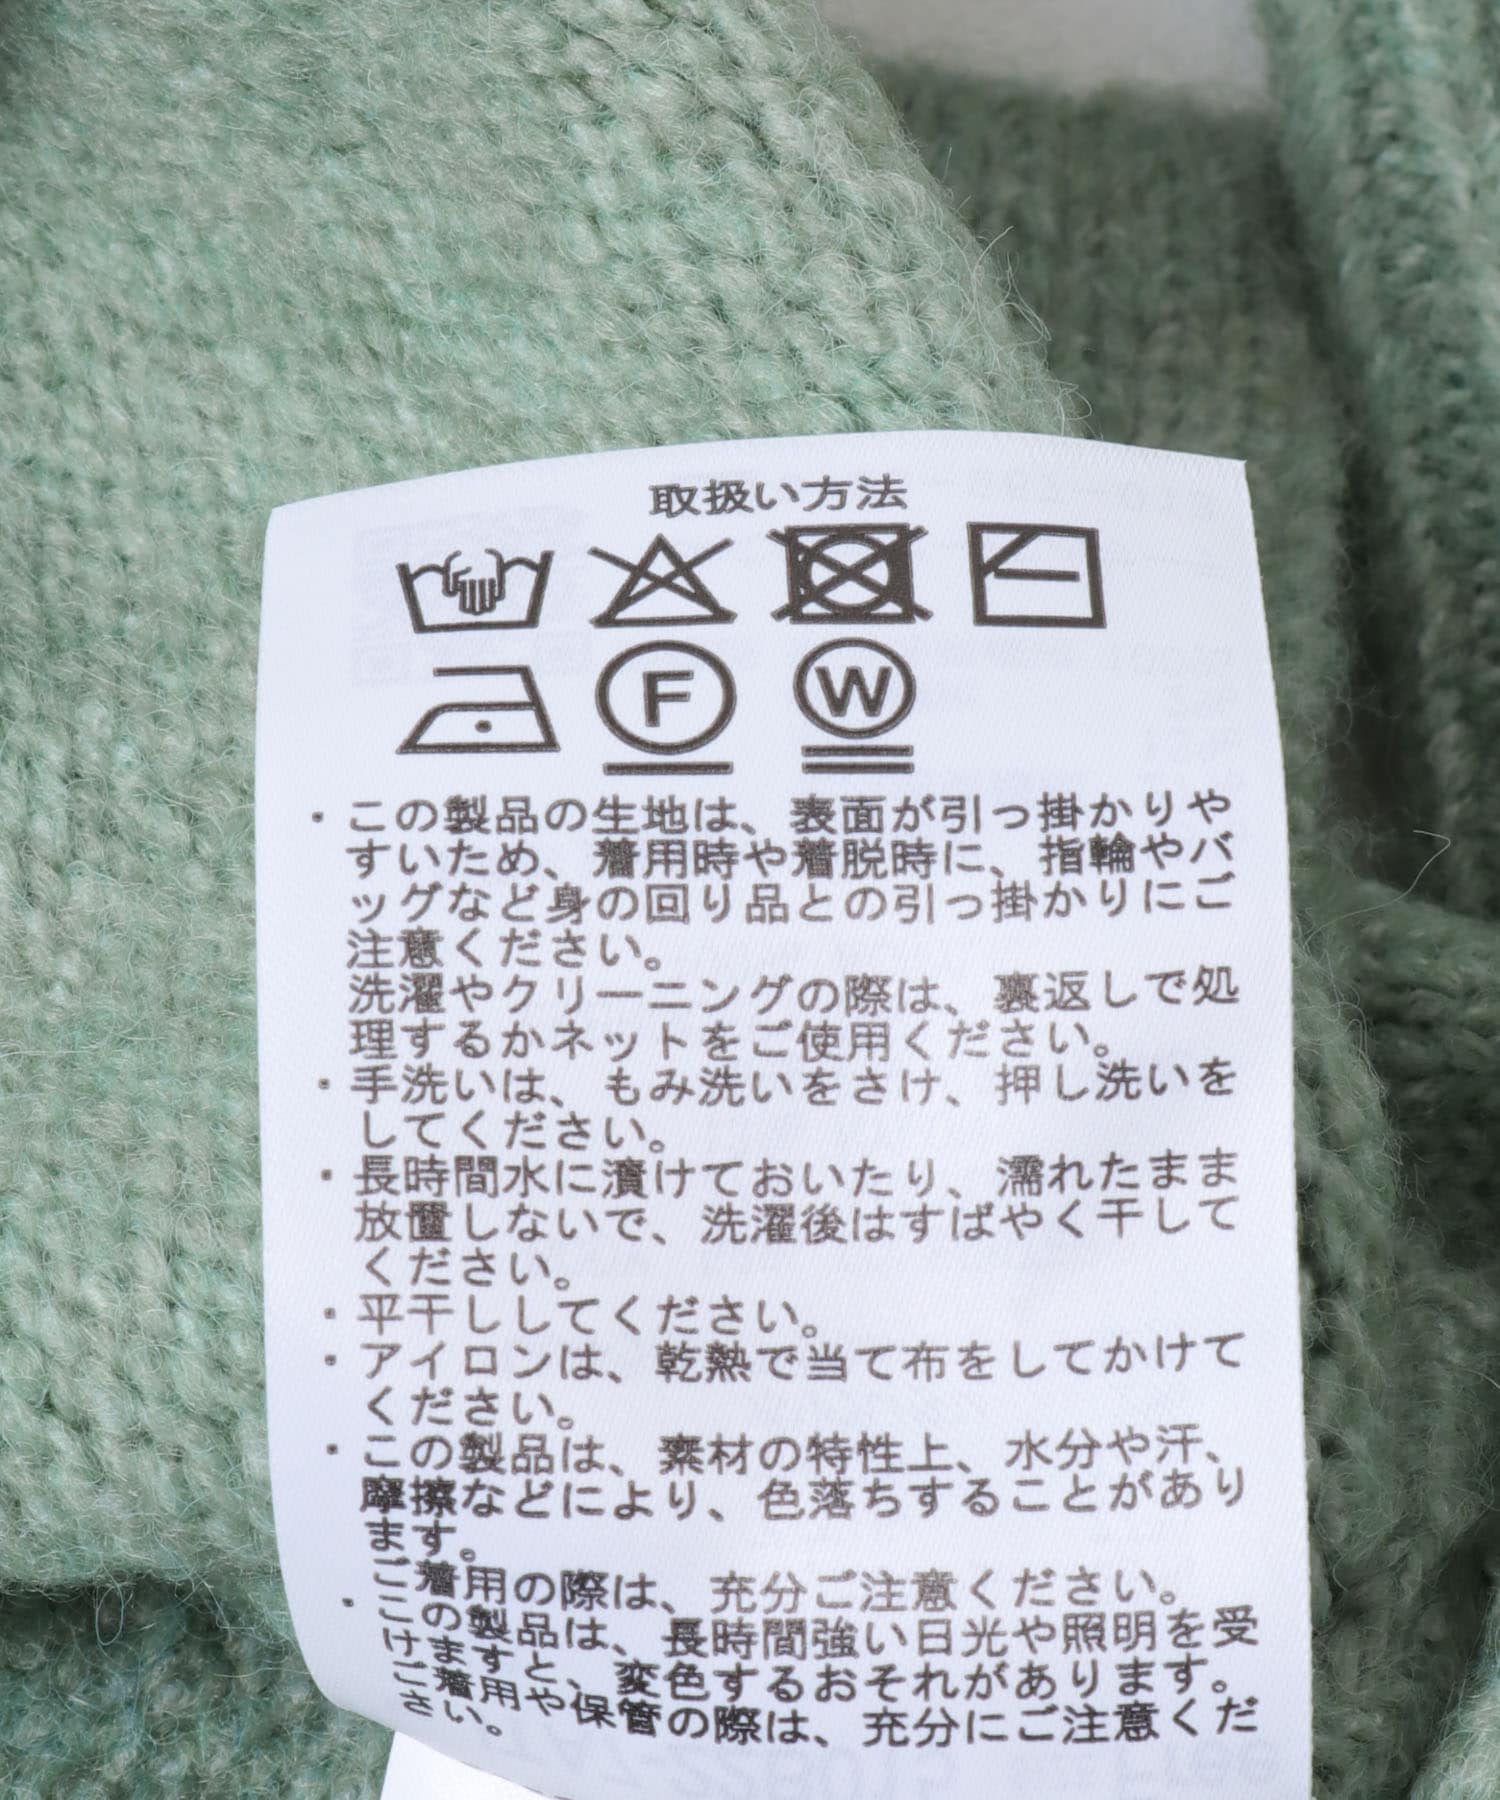 取扱い方法
F W
・この製品の生地は、表面が引っ掛かりや
すいため、着用時や着脱時に、指輪やバ
ッグなど身の回り品との引っ掛かりにご
注意ください。
洗濯やクリーニングの際は、裏返しで処
理するかネットをご使用ください。
・手洗いは、もみ洗いをさけ、押し洗いを
してください。
・長時間水に漬けておいたり、濡れたまま
放置しないで、洗濯後はすばやく干して
ください。
・平干ししてください。
・アイロンは、乾熱で当て布をしてかけて
ください。
・この製品は、素材の特性上、水分や汗、
摩擦などにより、色落ちすることがあり
ます。
ご着用の際は、充分ご注意ください。
・この製品は、長時間強い日光や照明を受
けますと、変色するおそれがあります。
ご着用や保管の際は、充分にご注意くだ
さい。